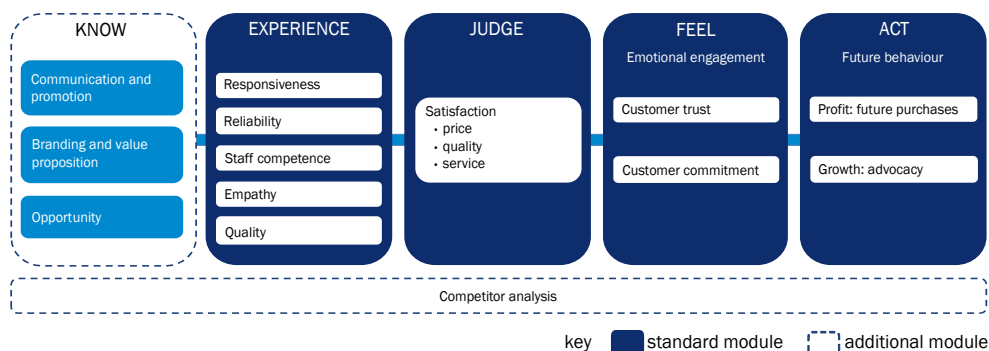 KNOW
Communication and
promotion
Branding and value
proposition
Opportunity
EXPERIENCE
Responsiveness
Reliability
Staff competence
Empathy
Quality
JUDGE
Satisfaction
• price
• quality
• service
FEEL
Emotional engagement
Customer trust
Customer commitment
ACT
Future behaviour
Profit: future purchases
Growth: advocacy
Competitor analysis
key
standard module
additional module